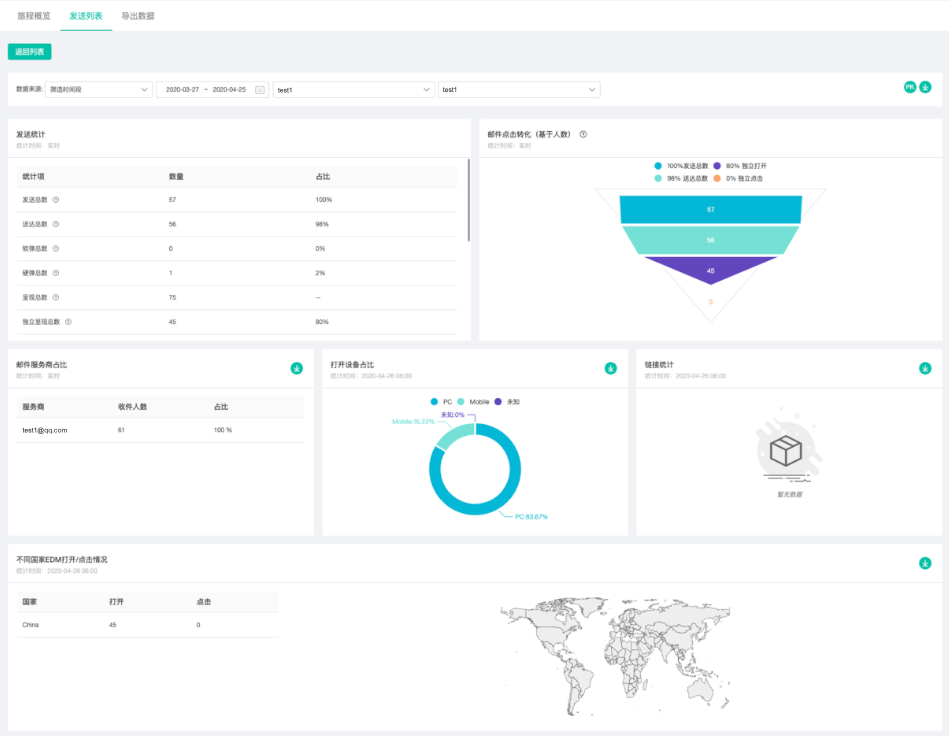 旅程概览 发送列表 导出数据
返回列表
数据来源: 筛选时间段 2020-03-27 ~ 2020-04-25 test1 test1 PK
发送统计
统计时间: 实时
统计项 数量 占比
发送总数 57 100%
送达总数 56 98%
软弹总数 0 0%
硬弹总数 1 2%
呈现总数 75 --
独立呈现总数 45 80%
邮件点击转化（基于人数）
统计时间: 实时
100%发送总数 80% 独立打开
98% 送达总数 0% 独立点击
57
56
45
0
邮件服务商占比
统计时间: 实时
服务商 收件人数 占比
test1@qq.com 61 100 %
打开设备占比
统计时间: 2020-04-26 06:00
PC Mobile 未知
未知:0%
Mobile:16.33%
PC:83.67%
链接统计
统计时间: 2020-04-26 06:00
暂无数据
不同国家EDM打开/点击情况
统计时间: 2020-04-26 06:00
国家 打开 点击
China 45 0